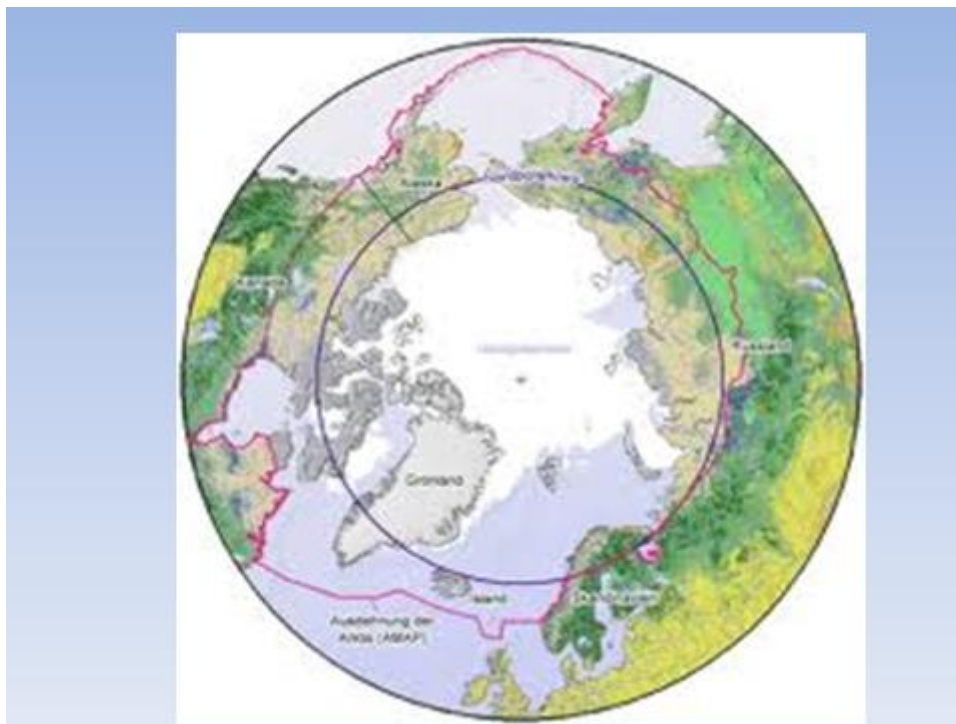 Alaska
Nordpolarkreis
Kanada
Russland
Grönland
Island
Skandinavien
Ausdehnung der
Arktis (AMAP)